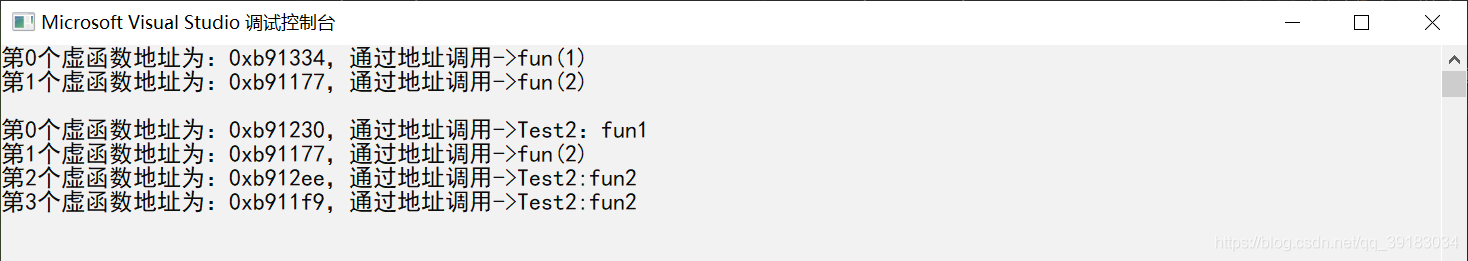 Microsoft Visual Studio 调试控制台
第0个虚函数地址为：0xb91334，通过地址调用->fun(1)
第1个虚函数地址为：0xb91177，通过地址调用->fun(2)
第0个虚函数地址为：0xb91230，通过地址调用->Test2：fun1
第1个虚函数地址为：0xb91177，通过地址调用->fun(2)
第2个虚函数地址为：0xb912ee，通过地址调用->Test2:fun2
第3个虚函数地址为：0xb911f9，通过地址调用->Test2:fun2
https://blog.csdn.net/qq_39183034